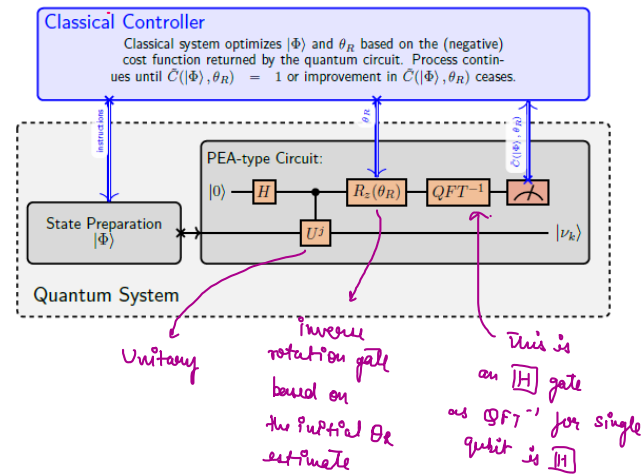 Classical Controller
Classical system optimizes |Φ⟩ and θ_R based on the (negative)
cost function returned by the quantum circuit. Process contin-
ues until C̃(|Φ⟩, θ_R) = 1 or improvement in C̃(|Φ⟩, θ_R) ceases.
instructions
θ_R
C̃(|Φ⟩, θ_R)
PEA-type Circuit:
|0⟩ H R_z(θ_R) QFT⁻¹
State Preparation
|Φ⟩
U^j
|ν_k⟩
Quantum System
Unitary
inverse
rotation gate
based on
the initial θ_R
estimate
This is
an H gate
as QFT⁻¹ for single
qubit is H